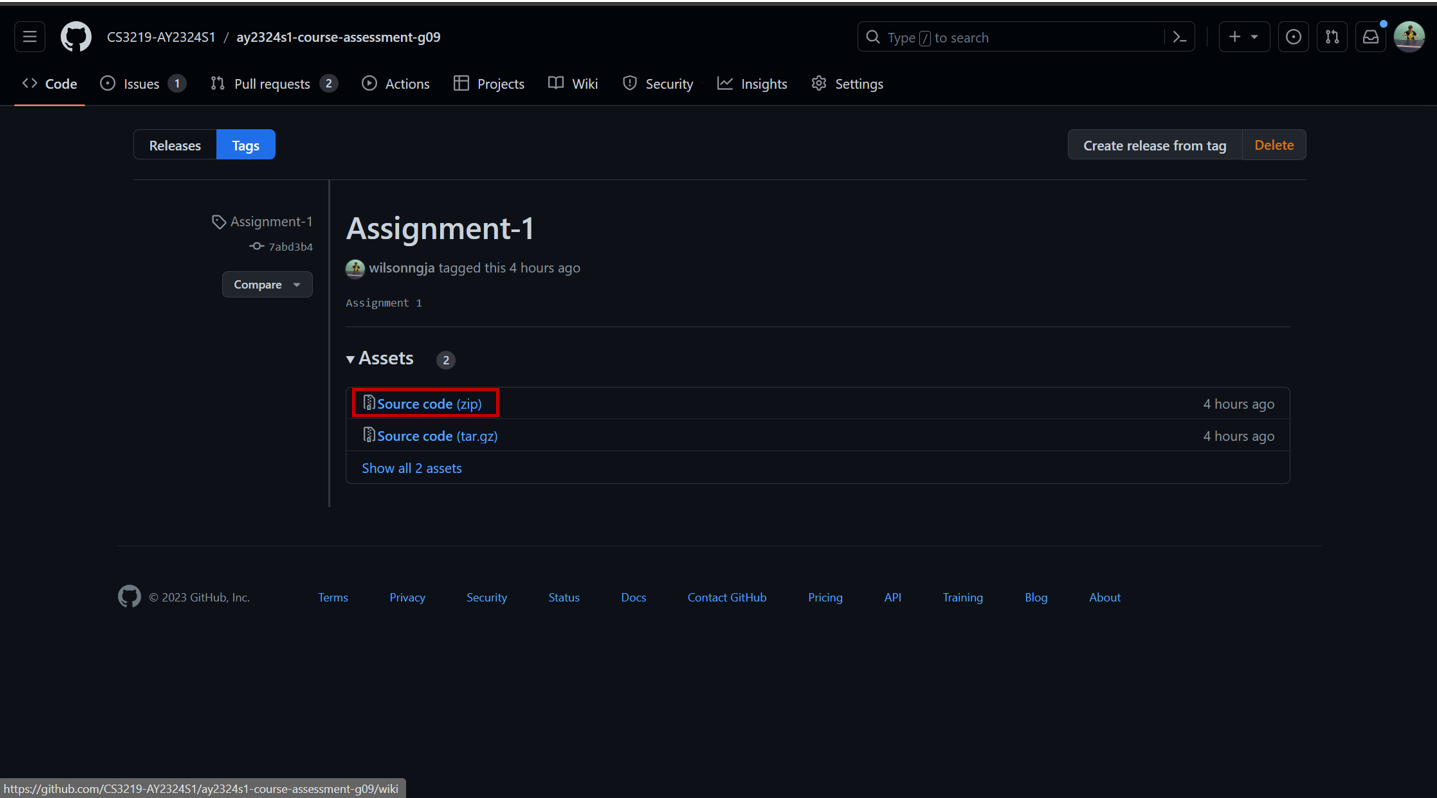 CS3219-AY2324S1 / ay2324s1-course-assessment-g09
Type / to search
Code Issues 1 Pull requests 2 Actions Projects Wiki Security Insights Settings
Releases Tags
Create release from tag Delete
Assignment-1
7abd3b4
Compare
Assignment-1
wilsonngja tagged this 4 hours ago
Assignment 1
Assets 2
Source code (zip) 4 hours ago
Source code (tar.gz) 4 hours ago
Show all 2 assets
© 2023 GitHub, Inc. Terms Privacy Security Status Docs Contact GitHub Pricing API Training Blog About
https://github.com/CS3219-AY2324S1/ay2324s1-course-assessment-g09/wiki